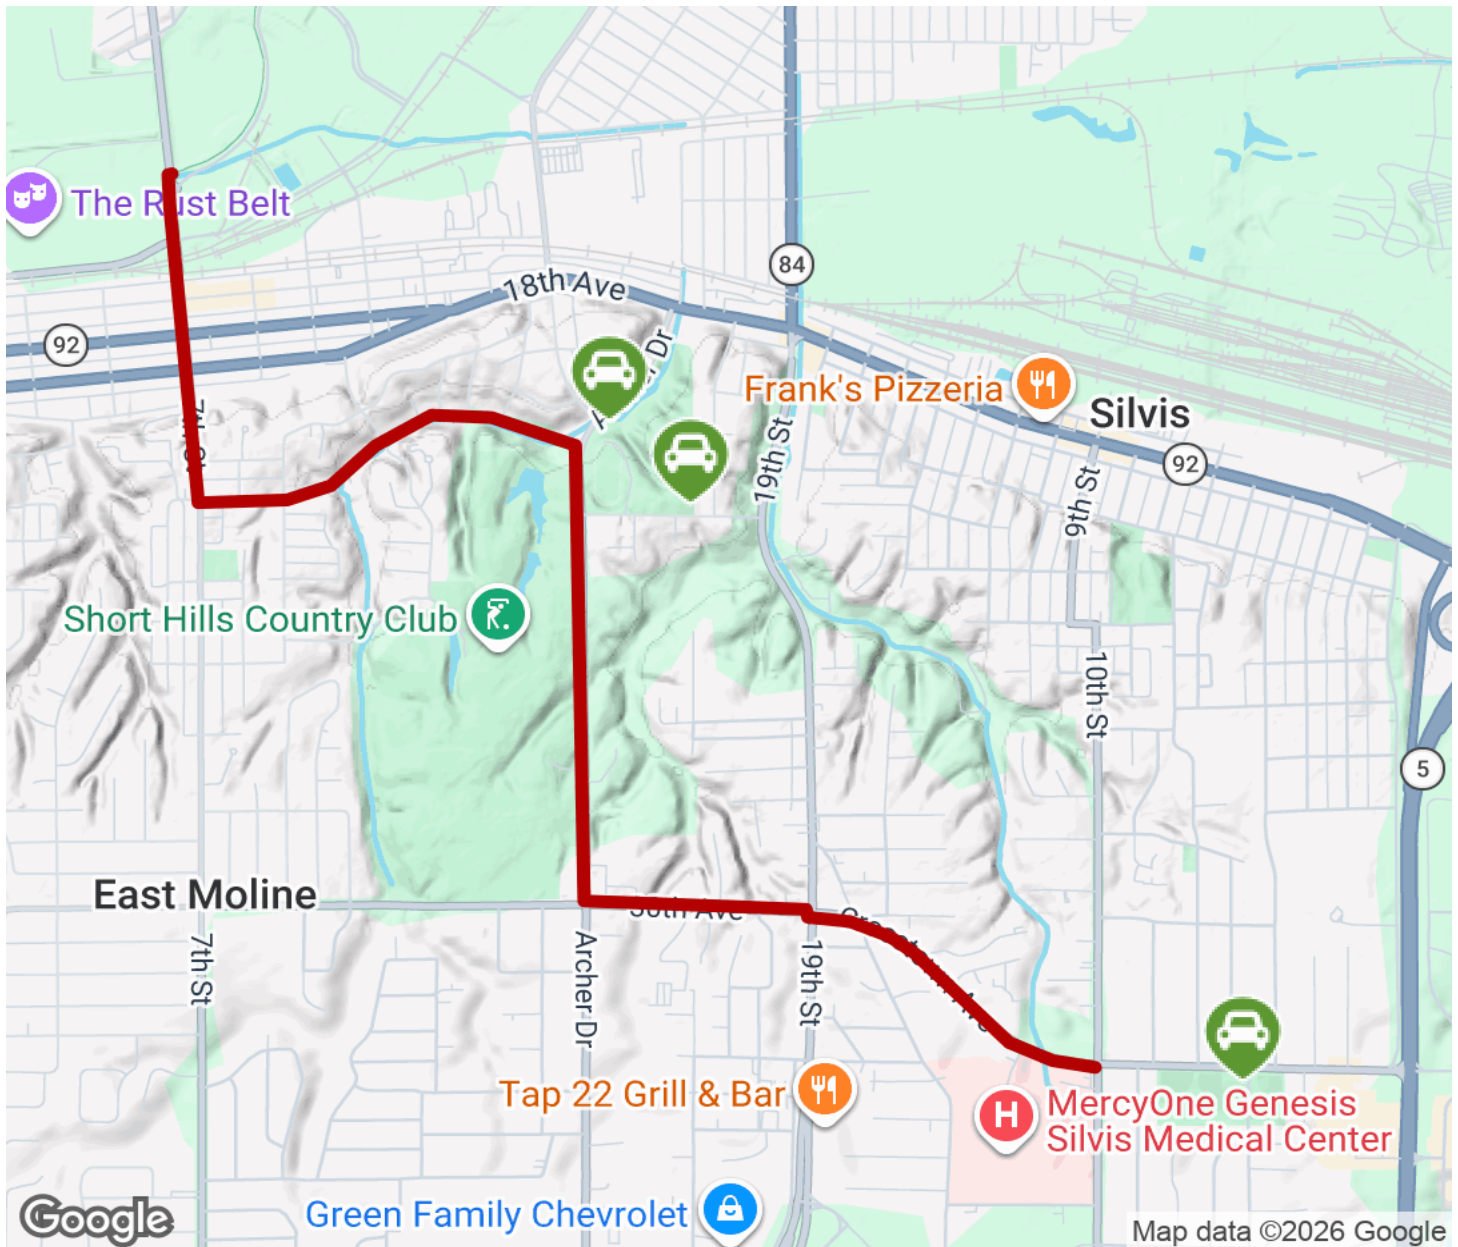 The Rust Belt
18th Ave
84
92
Frank's Pizzeria
Silvis
92
19th St
9th St
7th St
Short Hills Country Club
10th St
5
East Moline
30th Ave
7th St
Archer Dr
19th St
Tap 22 Grill & Bar
H
MercyOne Genesis
Silvis Medical Center
Green Family Chevrolet
Google
Map data ©2026 Google